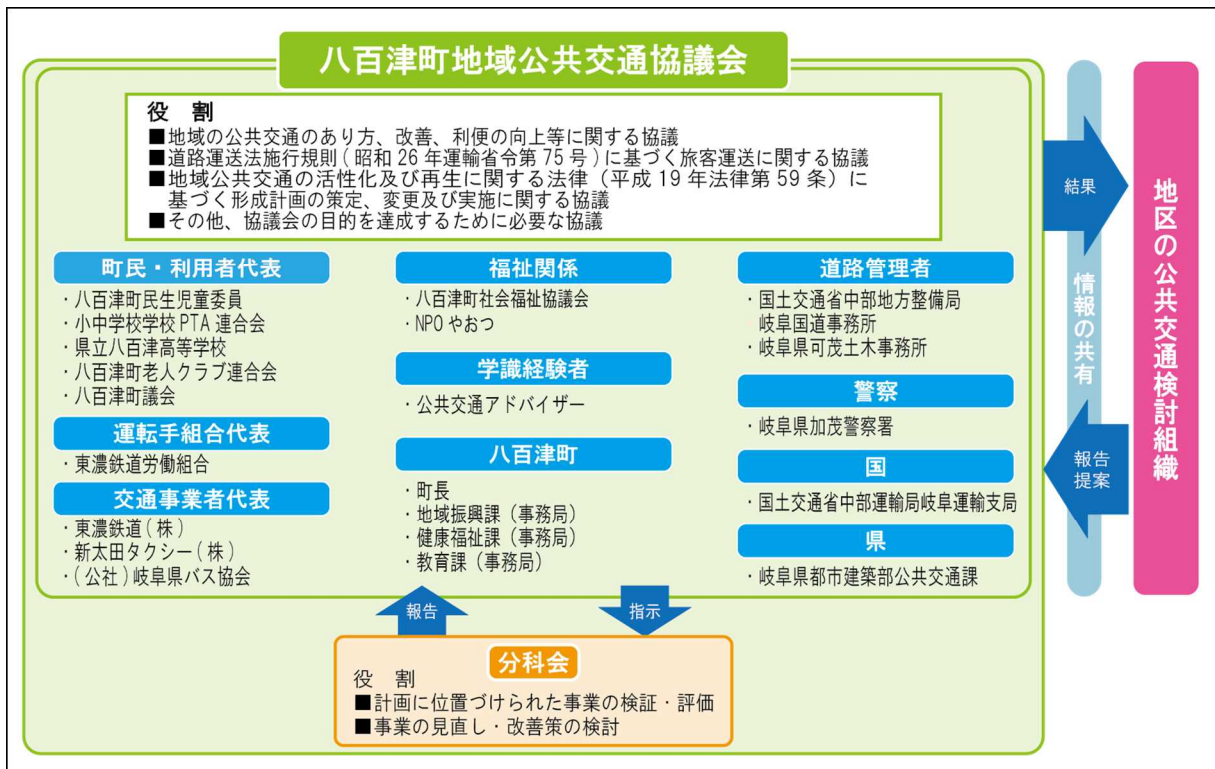 八百津町地域公共交通協議会
役 割
■地域の公共交通のあり方、改善、利便の向上等に関する協議
■道路運送法施行規則(昭和26年運輸省令第75号)に基づく旅客運送に関する協議
■地域公共交通の活性化及び再生に関する法律（平成19年法律第59条）に
基づく形成計画の策定、変更及び実施に関する協議
■その他、協議会の目的を達成するために必要な協議
町民・利用者代表
・八百津町民生児童委員
・小中学校学校PTA連合会
・県立八百津高等学校
・八百津町老人クラブ連合会
・八百津町議会
運転手組合代表
・東濃鉄道労働組合
交通事業者代表
・東濃鉄道(株)
・新太田タクシー(株)
・(公社)岐阜県バス協会
福祉関係
・八百津町社会福祉協議会
・NPOやおつ
学識経験者
・公共交通アドバイザー
八百津町
・町長
・地域振興課（事務局）
・健康福祉課（事務局）
・教育課（事務局）
道路管理者
・国土交通省中部地方整備局
岐阜国道事務所
・岐阜県可茂土木事務所
警察
・岐阜県加茂警察署
国
・国土交通省中部運輸局岐阜運輸支局
県
・岐阜県都市建築部公共交通課
報告
指示
分科会
役 割
■計画に位置づけられた事業の検証・評価
■事業の見直し・改善策の検討
結果
情報の共有
報告
提案
地区の公共交通検討組織